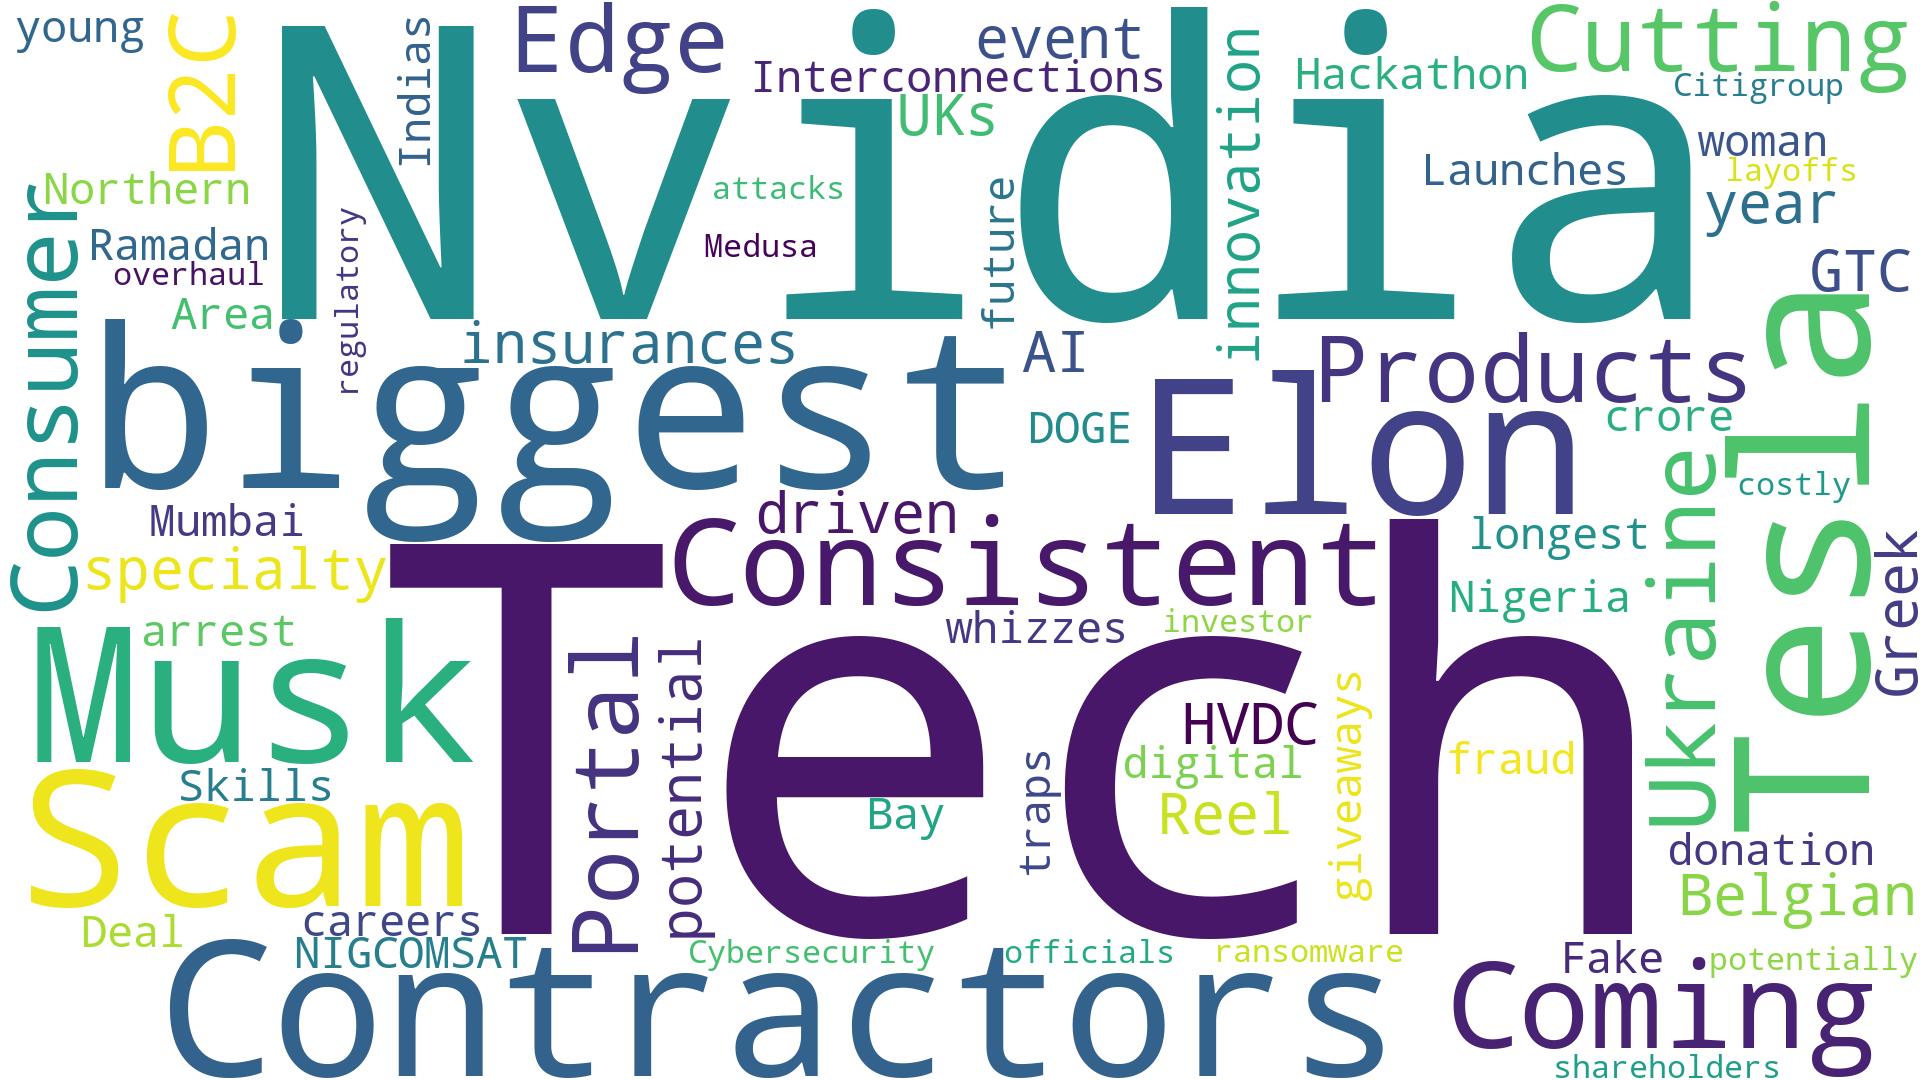 young
B2C
Nvidia
Indias
Edge
event
Interconnections
UKs
innovation
Hackathon
Cutting
Citigroup
woman
layoffs
Launches
year
Northern
attacks
Consumer
Ramadan
overhaul
Area
regulatory
Medusa
future
GTC
biggest
insurances
AI
Products
Elon
DOGE
crore
Tesla
costly
Mumbai
driven
Consistent
longest
Ukraine
Greek
specialty
Tech
Nigeria
arrest
Musk
whizzes
investor
Portal
potential
HVDC
digital
giveaways
fraud
Skills
Scam
Bay
traps
Reel
donation
Belgian
Deal
careers
NIGCOMSAT
Cybersecurity
officials
ransomware
Fake
potentially
Contractors
Coming
shareholders